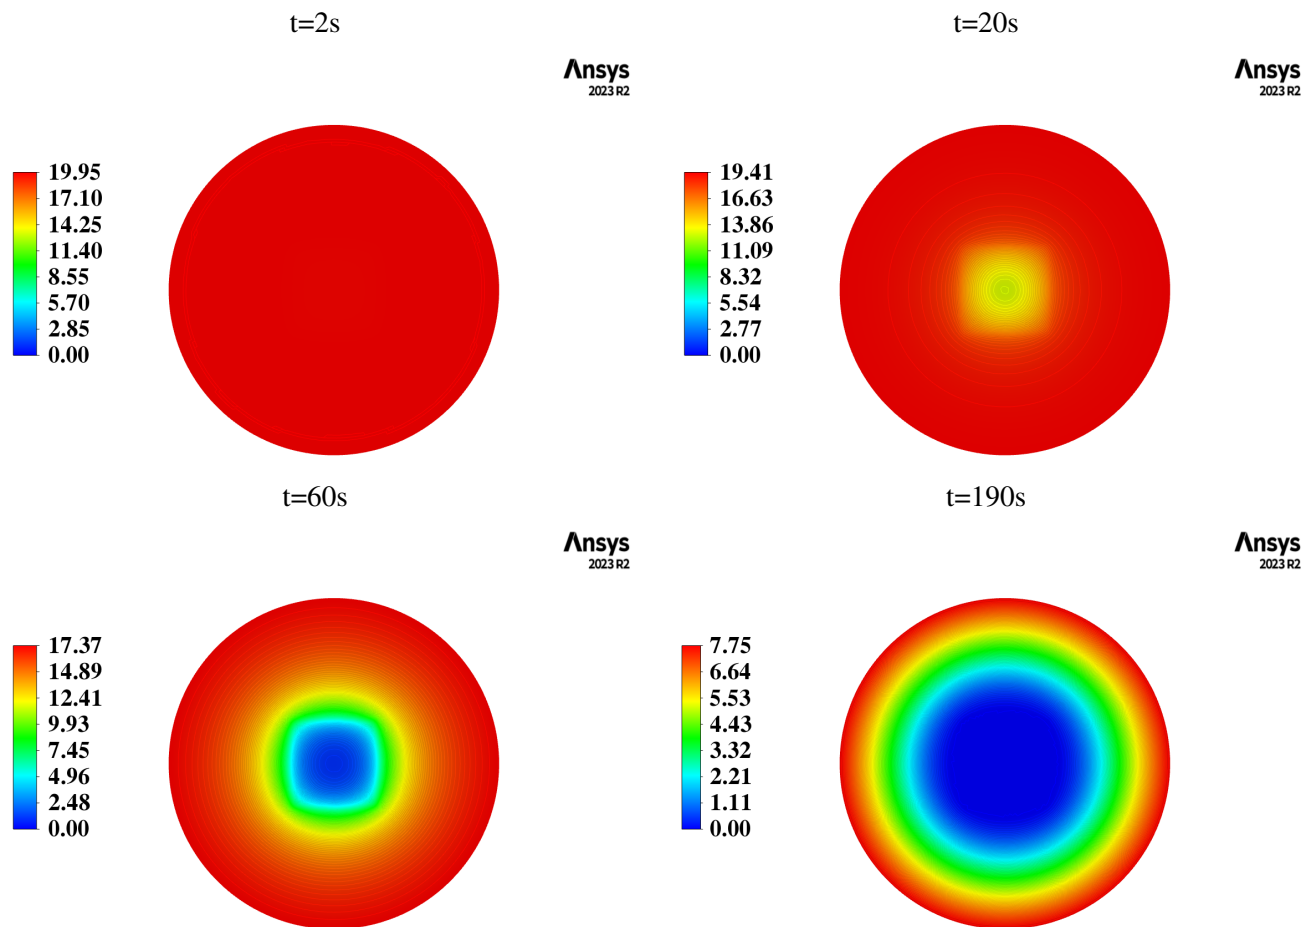 t=2s
Ansys
2023 R2
19.95
17.10
14.25
11.40
8.55
5.70
2.85
0.00
t=20s
Ansys
2023 R2
19.41
16.63
13.86
11.09
8.32
5.54
2.77
0.00
t=60s
Ansys
2023 R2
17.37
14.89
12.41
9.93
7.45
4.96
2.48
0.00
t=190s
Ansys
2023 R2
7.75
6.64
5.53
4.43
3.32
2.21
1.11
0.00